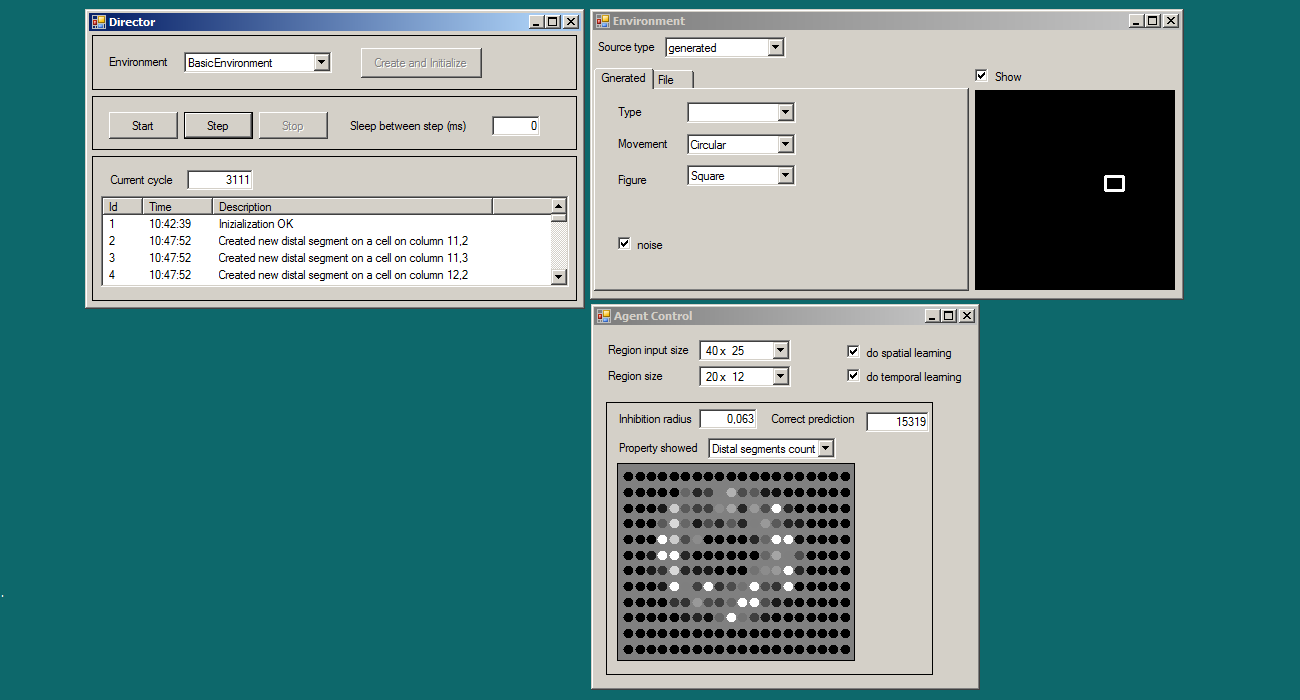 Director
Environment
BasicEnvironment
Create and Initialize
Start
Step
Stop
Sleep between step (ms)
0
Current cycle
3111
Id Time Description
1 10:42:39 Inizialization OK
2 10:47:52 Created new distal segment on a cell on column 11,2
3 10:47:52 Created new distal segment on a cell on column 11,3
4 10:47:52 Created new distal segment on a cell on column 12,2
Environment
Source type
generated
Gnerated
File
Show
Type
Movement
Circular
Figure
Square
noise
Agent Control
Region input size
40 x 25
do spatial learning
Region size
20 x 12
do temporal learning
Inhibition radius
0,063
Correct prediction
15319
Property showed
Distal segments count